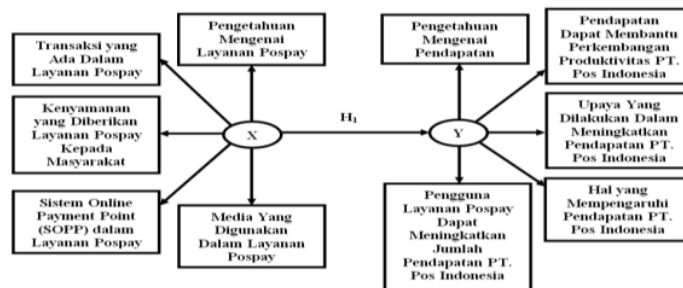 Pengetahuan
Mengenai
Layanan Pospay
Transaksi yang
Ada Dalam
Layanan Pospay
Kenyamanan
yang Diberikan
Layanan Pospay
Kepada
Masyarakat
Sistem Online
Payment Point
(SOPP) dalam
Layanan Pospay
Media Yang
Digunakan
Dalam Layanan
Pospay
X
H1
Y
Pengetahuan
Mengenai
Pendapatan
Pendapatan
Dapat Membantu
Perkembangan
Produktivitas PT.
Pos Indonesia
Upaya Yang
Dilakukan Dalam
Meningkatkan
Pendapatan PT.
Pos Indonesia
Hal yang
Mempengaruhi
Pendapatan PT.
Pos Indonesia
Pengguna
Layanan Pospay
Dapat
Meningkatkan
Jumlah
Pendapatan PT.
Pos Indonesia